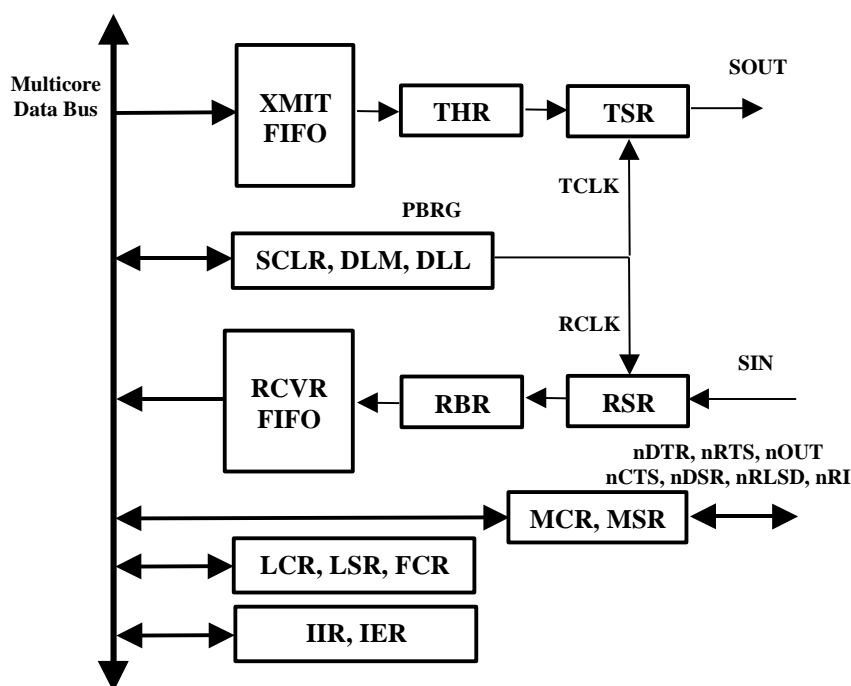 Multicore
Data Bus
XMIT
FIFO
THR
TSR
SOUT
TCLK
PBRG
SCLR, DLM, DLL
RCLK
RCVR
FIFO
RBR
RSR
SIN
nDTR, nRTS, nOUT
nCTS, nDSR, nRLSD, nRI
MCR, MSR
LCR, LSR, FCR
IIR, IER